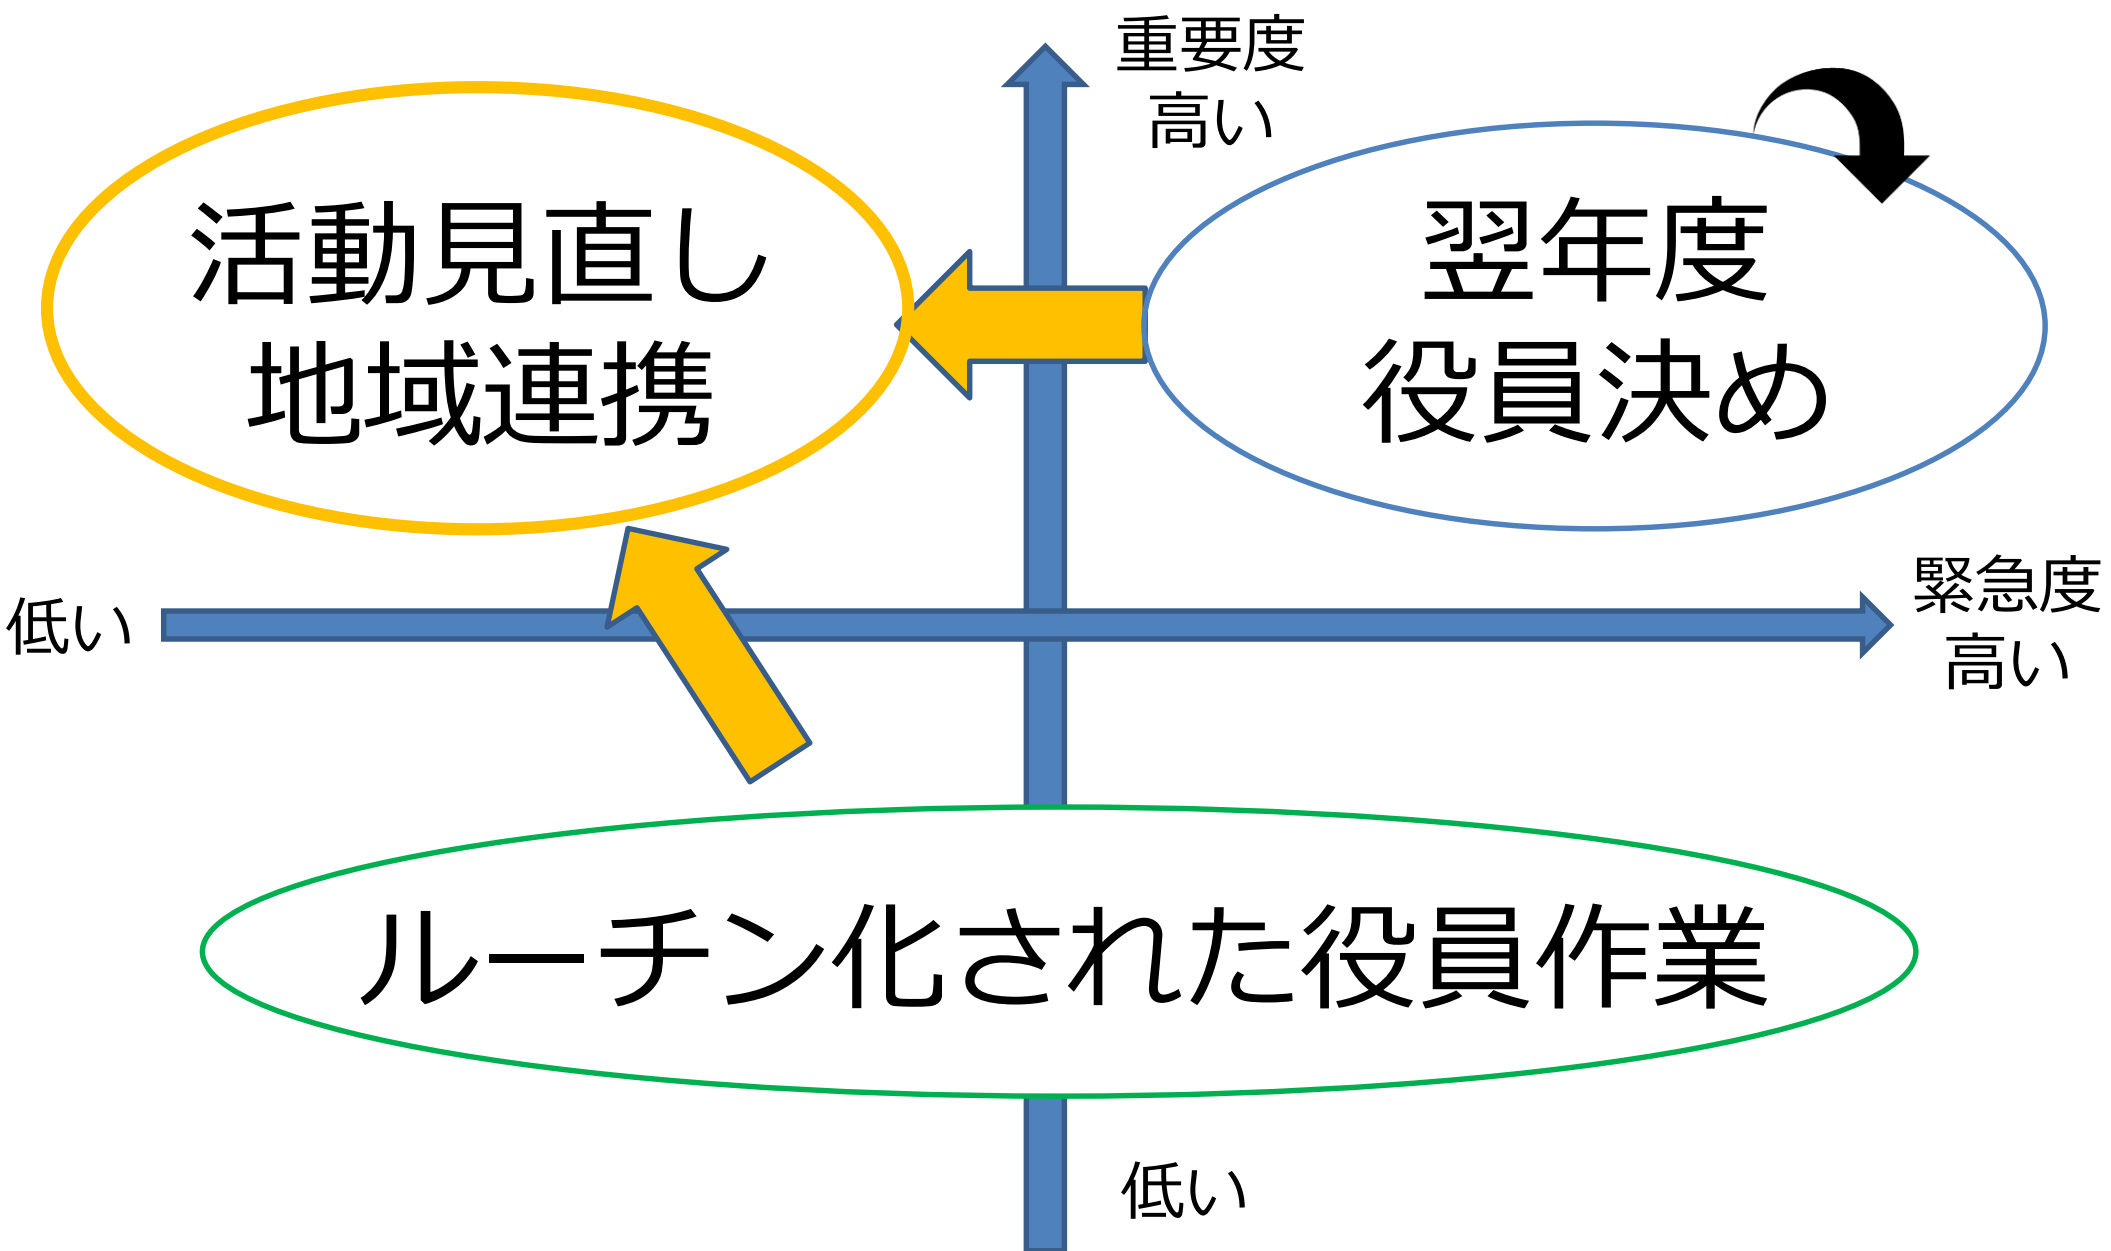 重要度
高い
活動見直し
地域連携
翌年度
役員決め
低い
緊急度
高い
ルーチン化された役員作業
低い